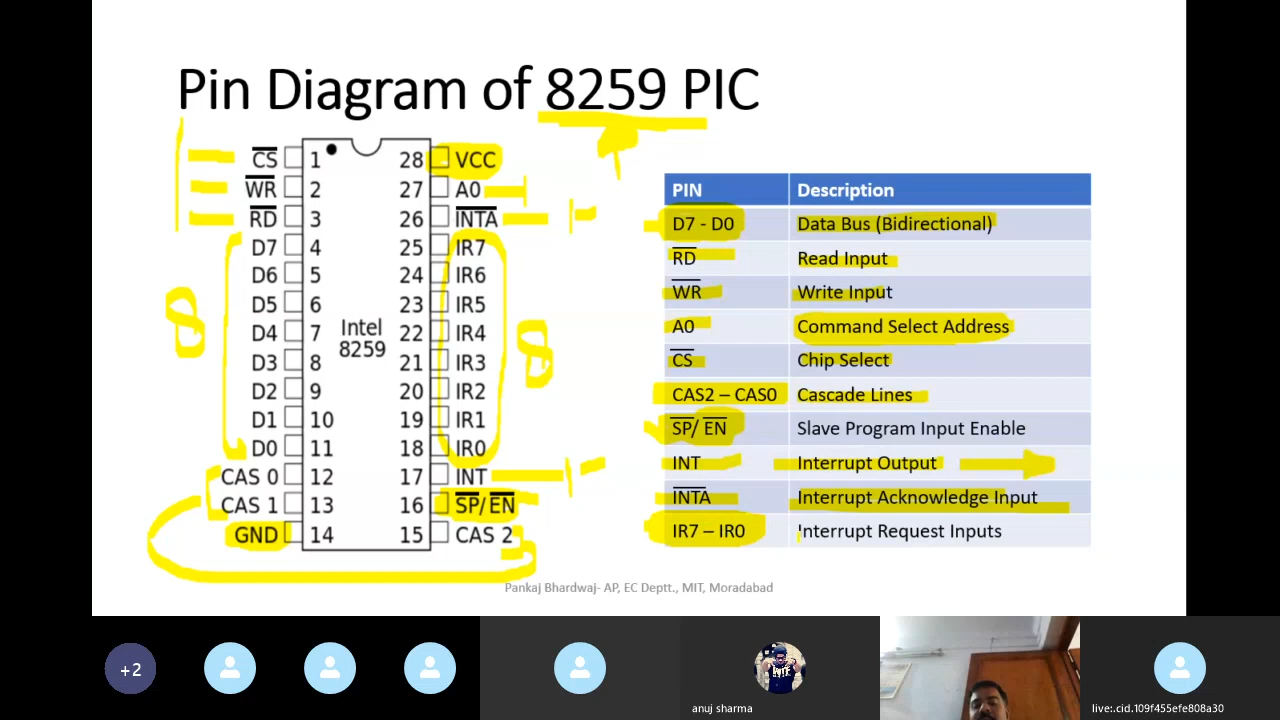 Pin Diagram of 8259 PIC
CS 1 28 VCC
WR 2 27 A0
RD 3 26 INTA
D7 4 25 IR7
D6 5 24 IR6
D5 6 23 IR5
D4 7 22 IR4
D3 8 21 IR3
D2 9 20 IR2
D1 10 19 IR1
D0 11 18 IR0
CAS 0 12 17 INT
CAS 1 13 16 SP/EN
GND 14 15 CAS 2
Intel
8259
8
8
PIN Description
D7 - D0 Data Bus (Bidirectional)
RD Read Input
WR Write Input
A0 Command Select Address
CS Chip Select
CAS2 – CAS0 Cascade Lines
SP/ EN Slave Program Input Enable
INT Interrupt Output
INTA Interrupt Acknowledge Input
IR7 – IR0 Interrupt Request Inputs
Pankaj Bhardwaj- AP, EC Deptt., MIT, Moradabad
+2
anuj sharma
live:.cid.109f455efe808a30